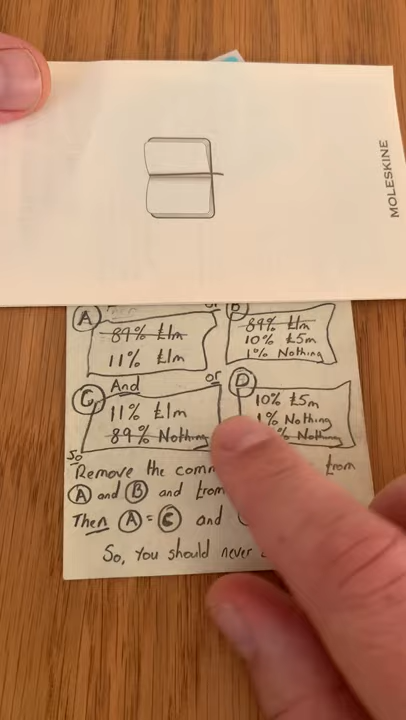 MOLESKINE
or
A
B
89% £1m
11% £1m
89% £1m
10% £5m
1% Nothing
And
or
C
D
11% £1m
89% Nothing
10% £5m
1% Nothing
% Nothing
So
Remove the comm from
A and B and from
Then A = C and
So, you should never